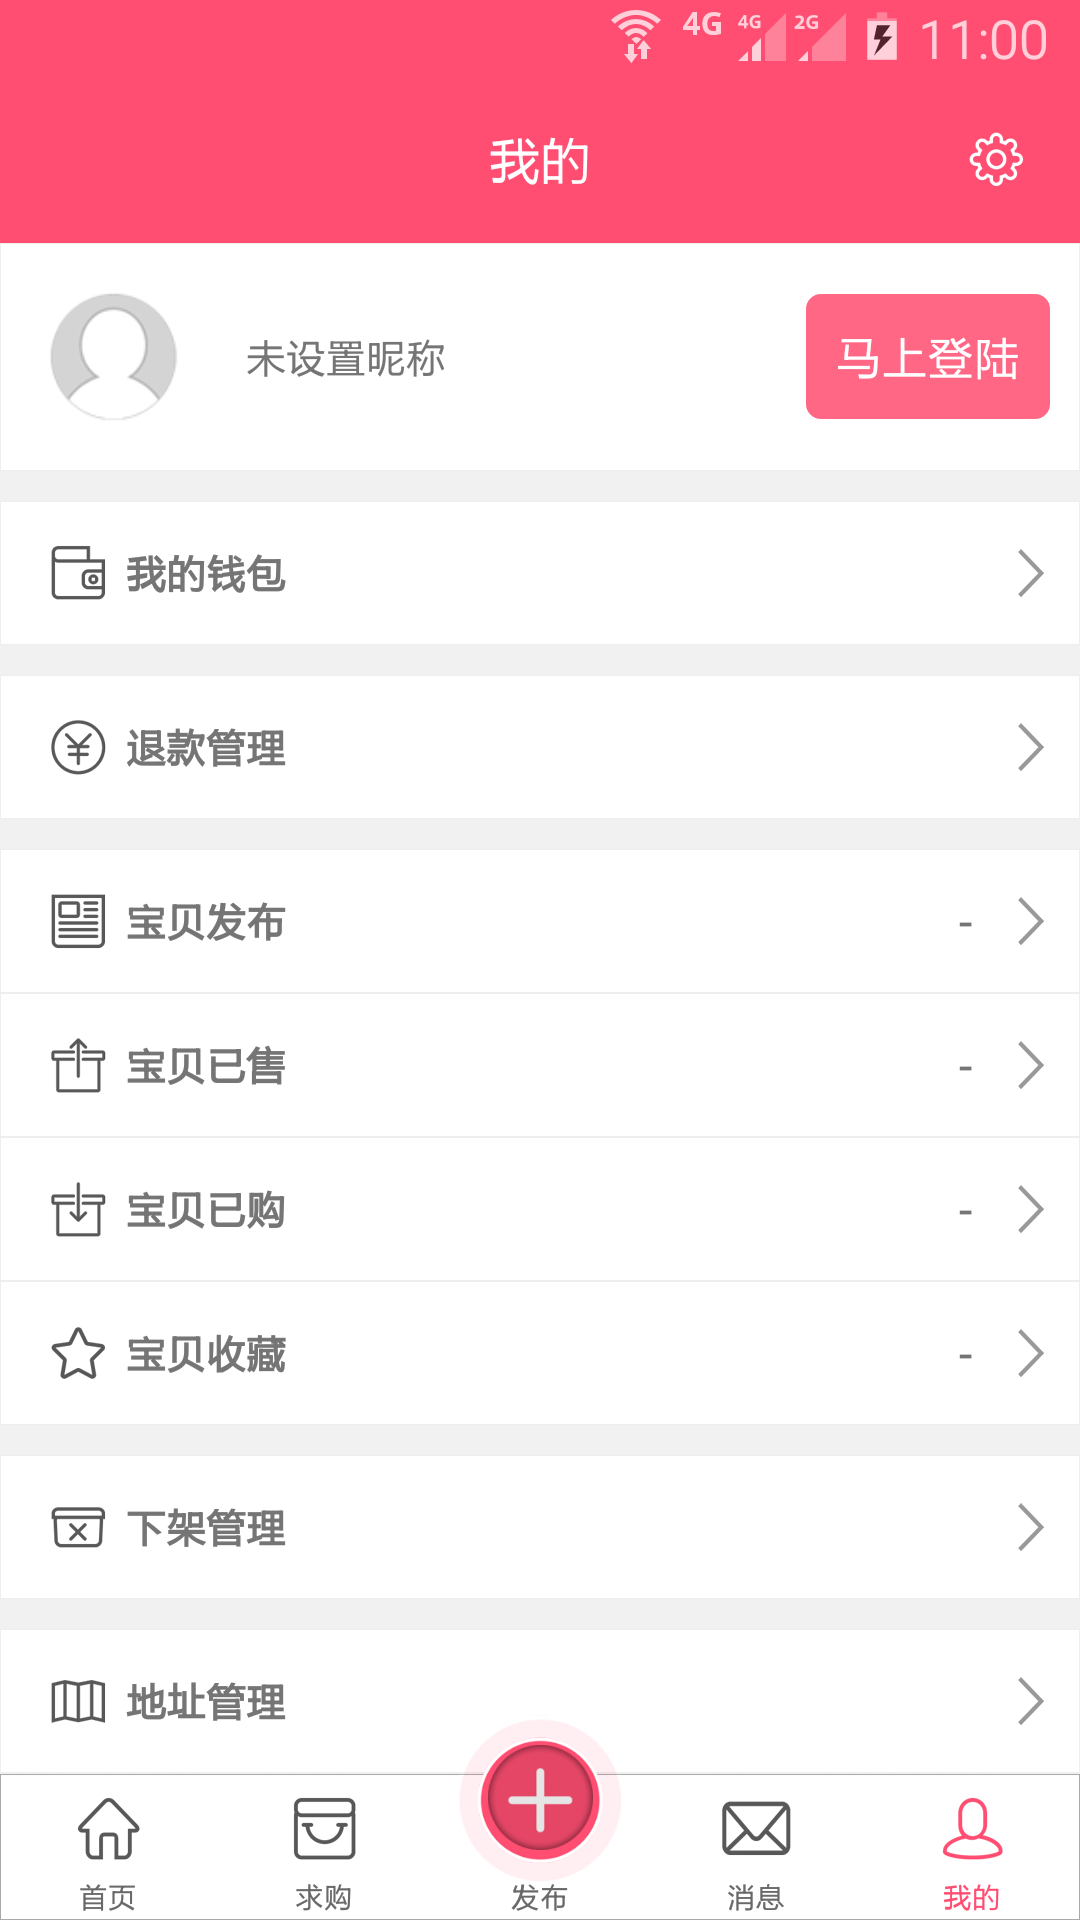 4G 4G 2G 11:00
我的
未设置昵称
马上登陆
我的钱包
退款管理
宝贝发布 -
宝贝已售 -
宝贝已购 -
宝贝收藏 -
下架管理
地址管理
首页 求购 发布 消息 我的